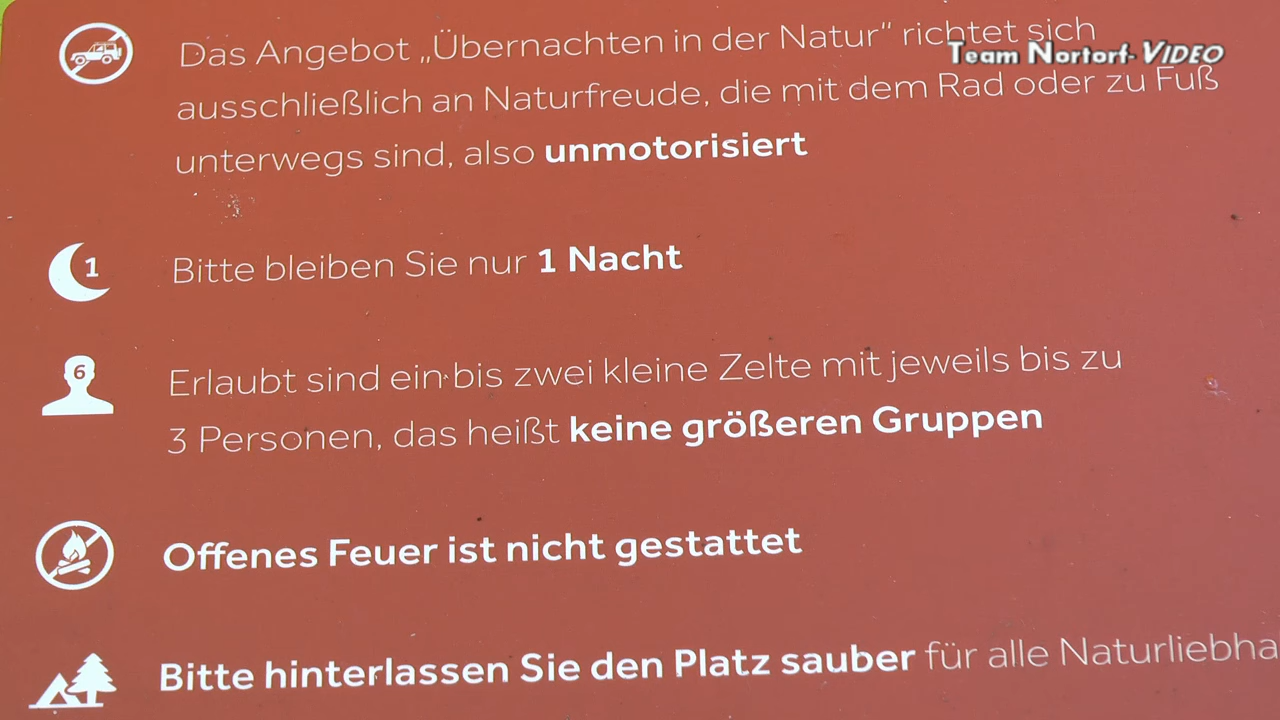 Das Angebot „Übernachten in der Natur“ richtet sich
Team Nortorf-VIDEO
ausschließlich an Naturfreude, die mit dem Rad oder zu Fuß
unterwegs sind, also unmotorisiert
1
Bitte bleiben Sie nur 1 Nacht
6
Erlaubt sind ein bis zwei kleine Zelte mit jeweils bis zu
3 Personen, das heißt keine größeren Gruppen
Offenes Feuer ist nicht gestattet
Bitte hinterlassen Sie den Platz sauber für alle Naturliebha